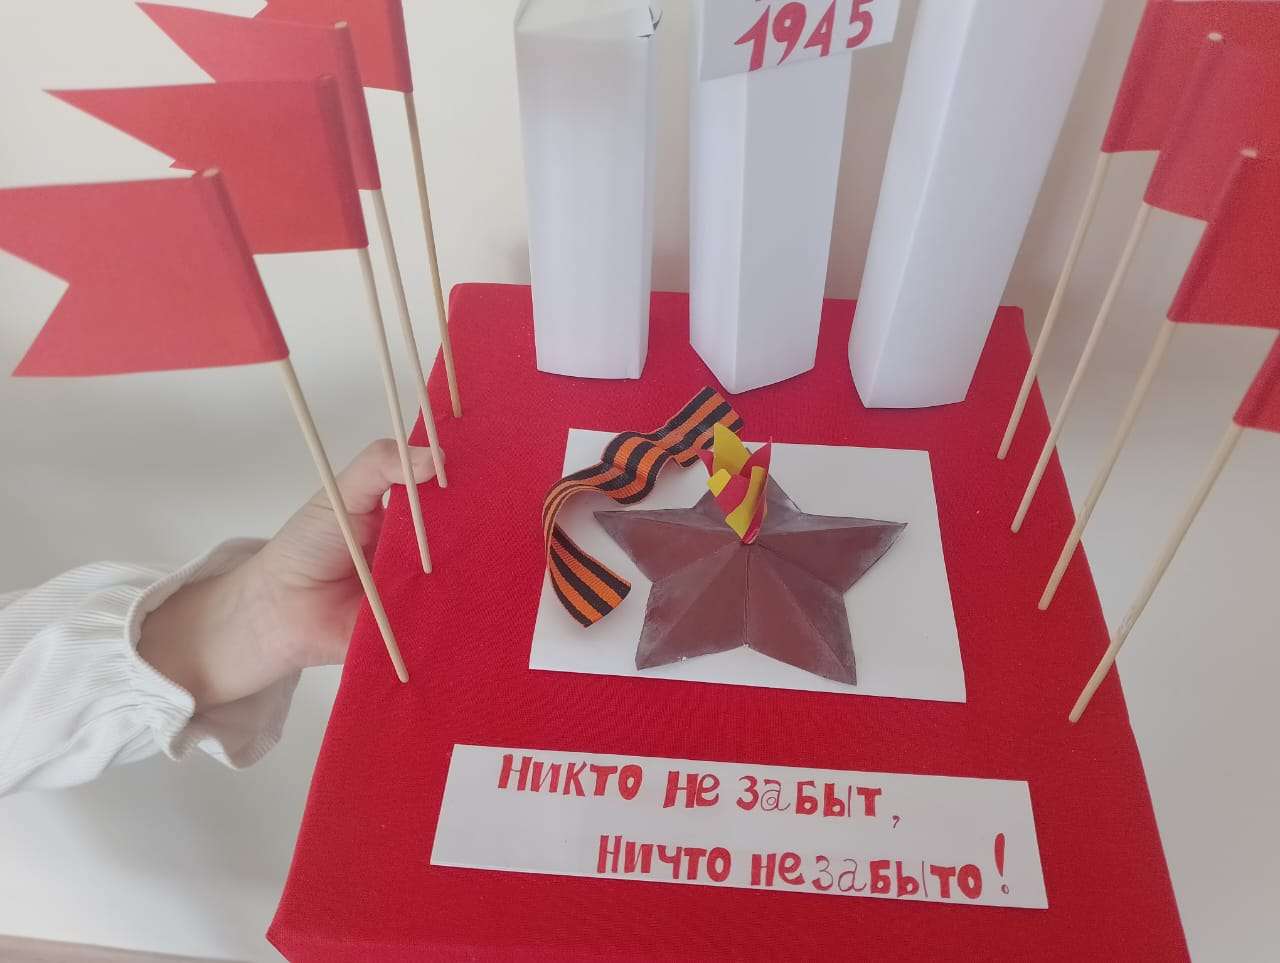 1945
Никто не забыт,
Ничто не забыто!